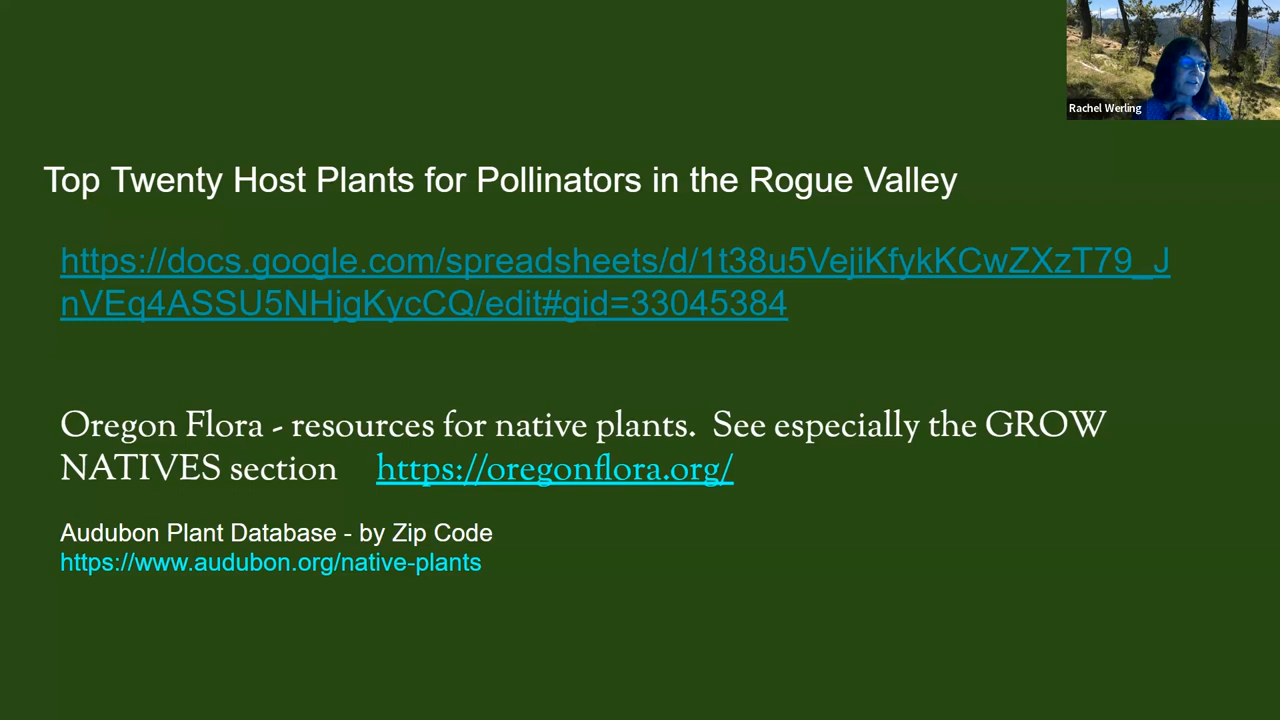 Rachel Werling
Top Twenty Host Plants for Pollinators in the Rogue Valley
https://docs.google.com/spreadsheets/d/1t38u5VejiKfykKCwZXzT79_J
nVEq4ASSU5NHjgKycCQ/edit#gid=33045384
Oregon Flora - resources for native plants.  See especially the GROW
NATIVES section     https://oregonflora.org/
Audubon Plant Database - by Zip Code
https://www.audubon.org/native-plants